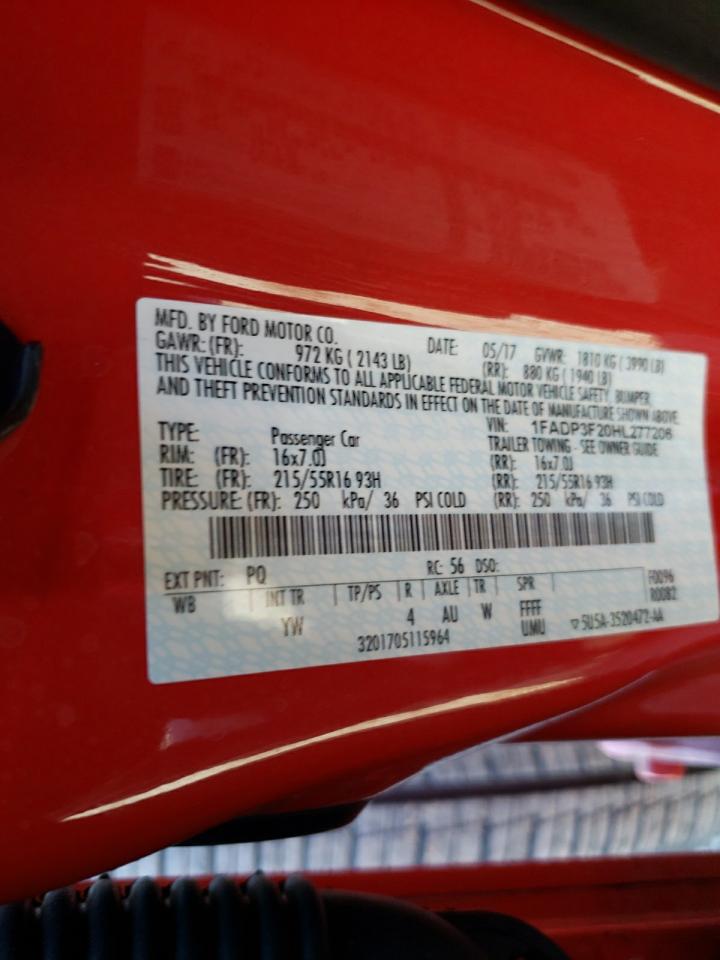 MFD. BY FORD MOTOR CO.
DATE: 05/17 GVWR: 1810 KG ( 3990 LB)
GAWR: (FR): 972 KG ( 2143 LB) (RR): 880 KG ( 1940 LB)
THIS VEHICLE CONFORMS TO ALL APPLICABLE FEDERAL MOTOR VEHICLE SAFETY, BUMPER,
AND THEFT PREVENTION STANDARDS IN EFFECT ON THE DATE OF MANUFACTURE SHOWN ABOVE.
VIN: 1FADP3F20HL277206
TYPE: Passenger Car TRAILER TOWING - SEE OWNER GUIDE
RIM: (FR): 16x7.0J (RR): 16x7.0J
TIRE: (FR): 215/55R16 93H (RR): 215/55R16 93H
PRESSURE: (FR): 250 kPa/ 36 PSI COLD (RR): 250 kPa/ 36 PSI COLD
EXT PNT: PQ RC: 56 DSO:
F0096
WB INT TR TP/PS R AXLE TR SPR R0082
YW 4 AU W FFFF
UMU ▽5U5A-3520472-AA
3201705115964